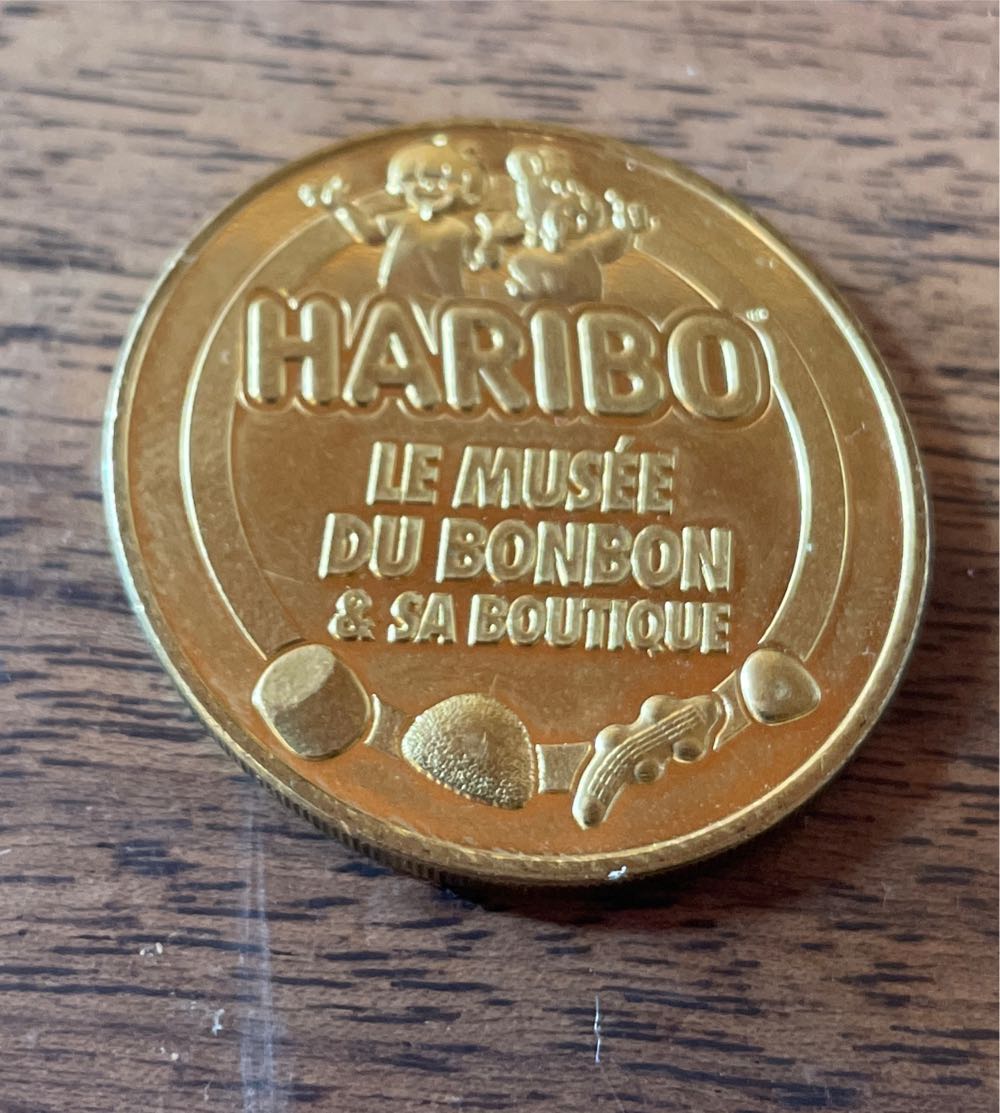 HARIBO
LE MUSÉE
DU BONBON
& SA BOUTIQUE